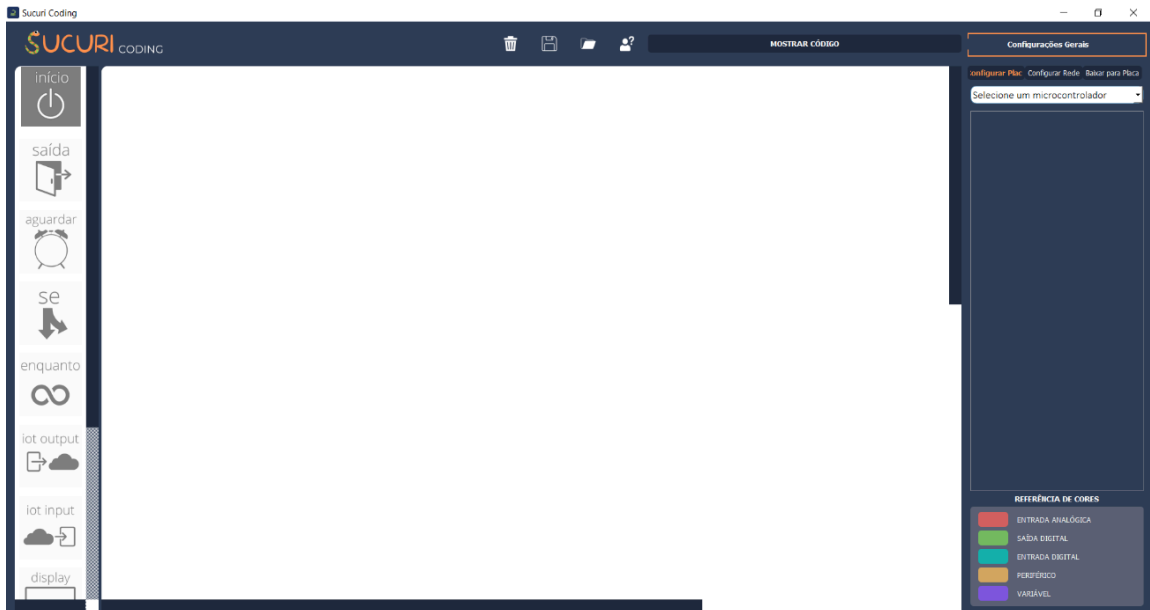 Sucuri Coding
SUCURI CODING
MOSTRAR CÓDIGO
Configurações Gerais
onfigurar Plac Configurar Rede Baixar para Placa
Selecione um microcontrolador
início
saída
aguardar
se
enquanto
iot output
iot input
display
REFERÊNCIA DE CORES
ENTRADA ANALÓGICA
SAÍDA DIGITAL
ENTRADA DIGITAL
PERIFÉRICO
VARIÁVEL